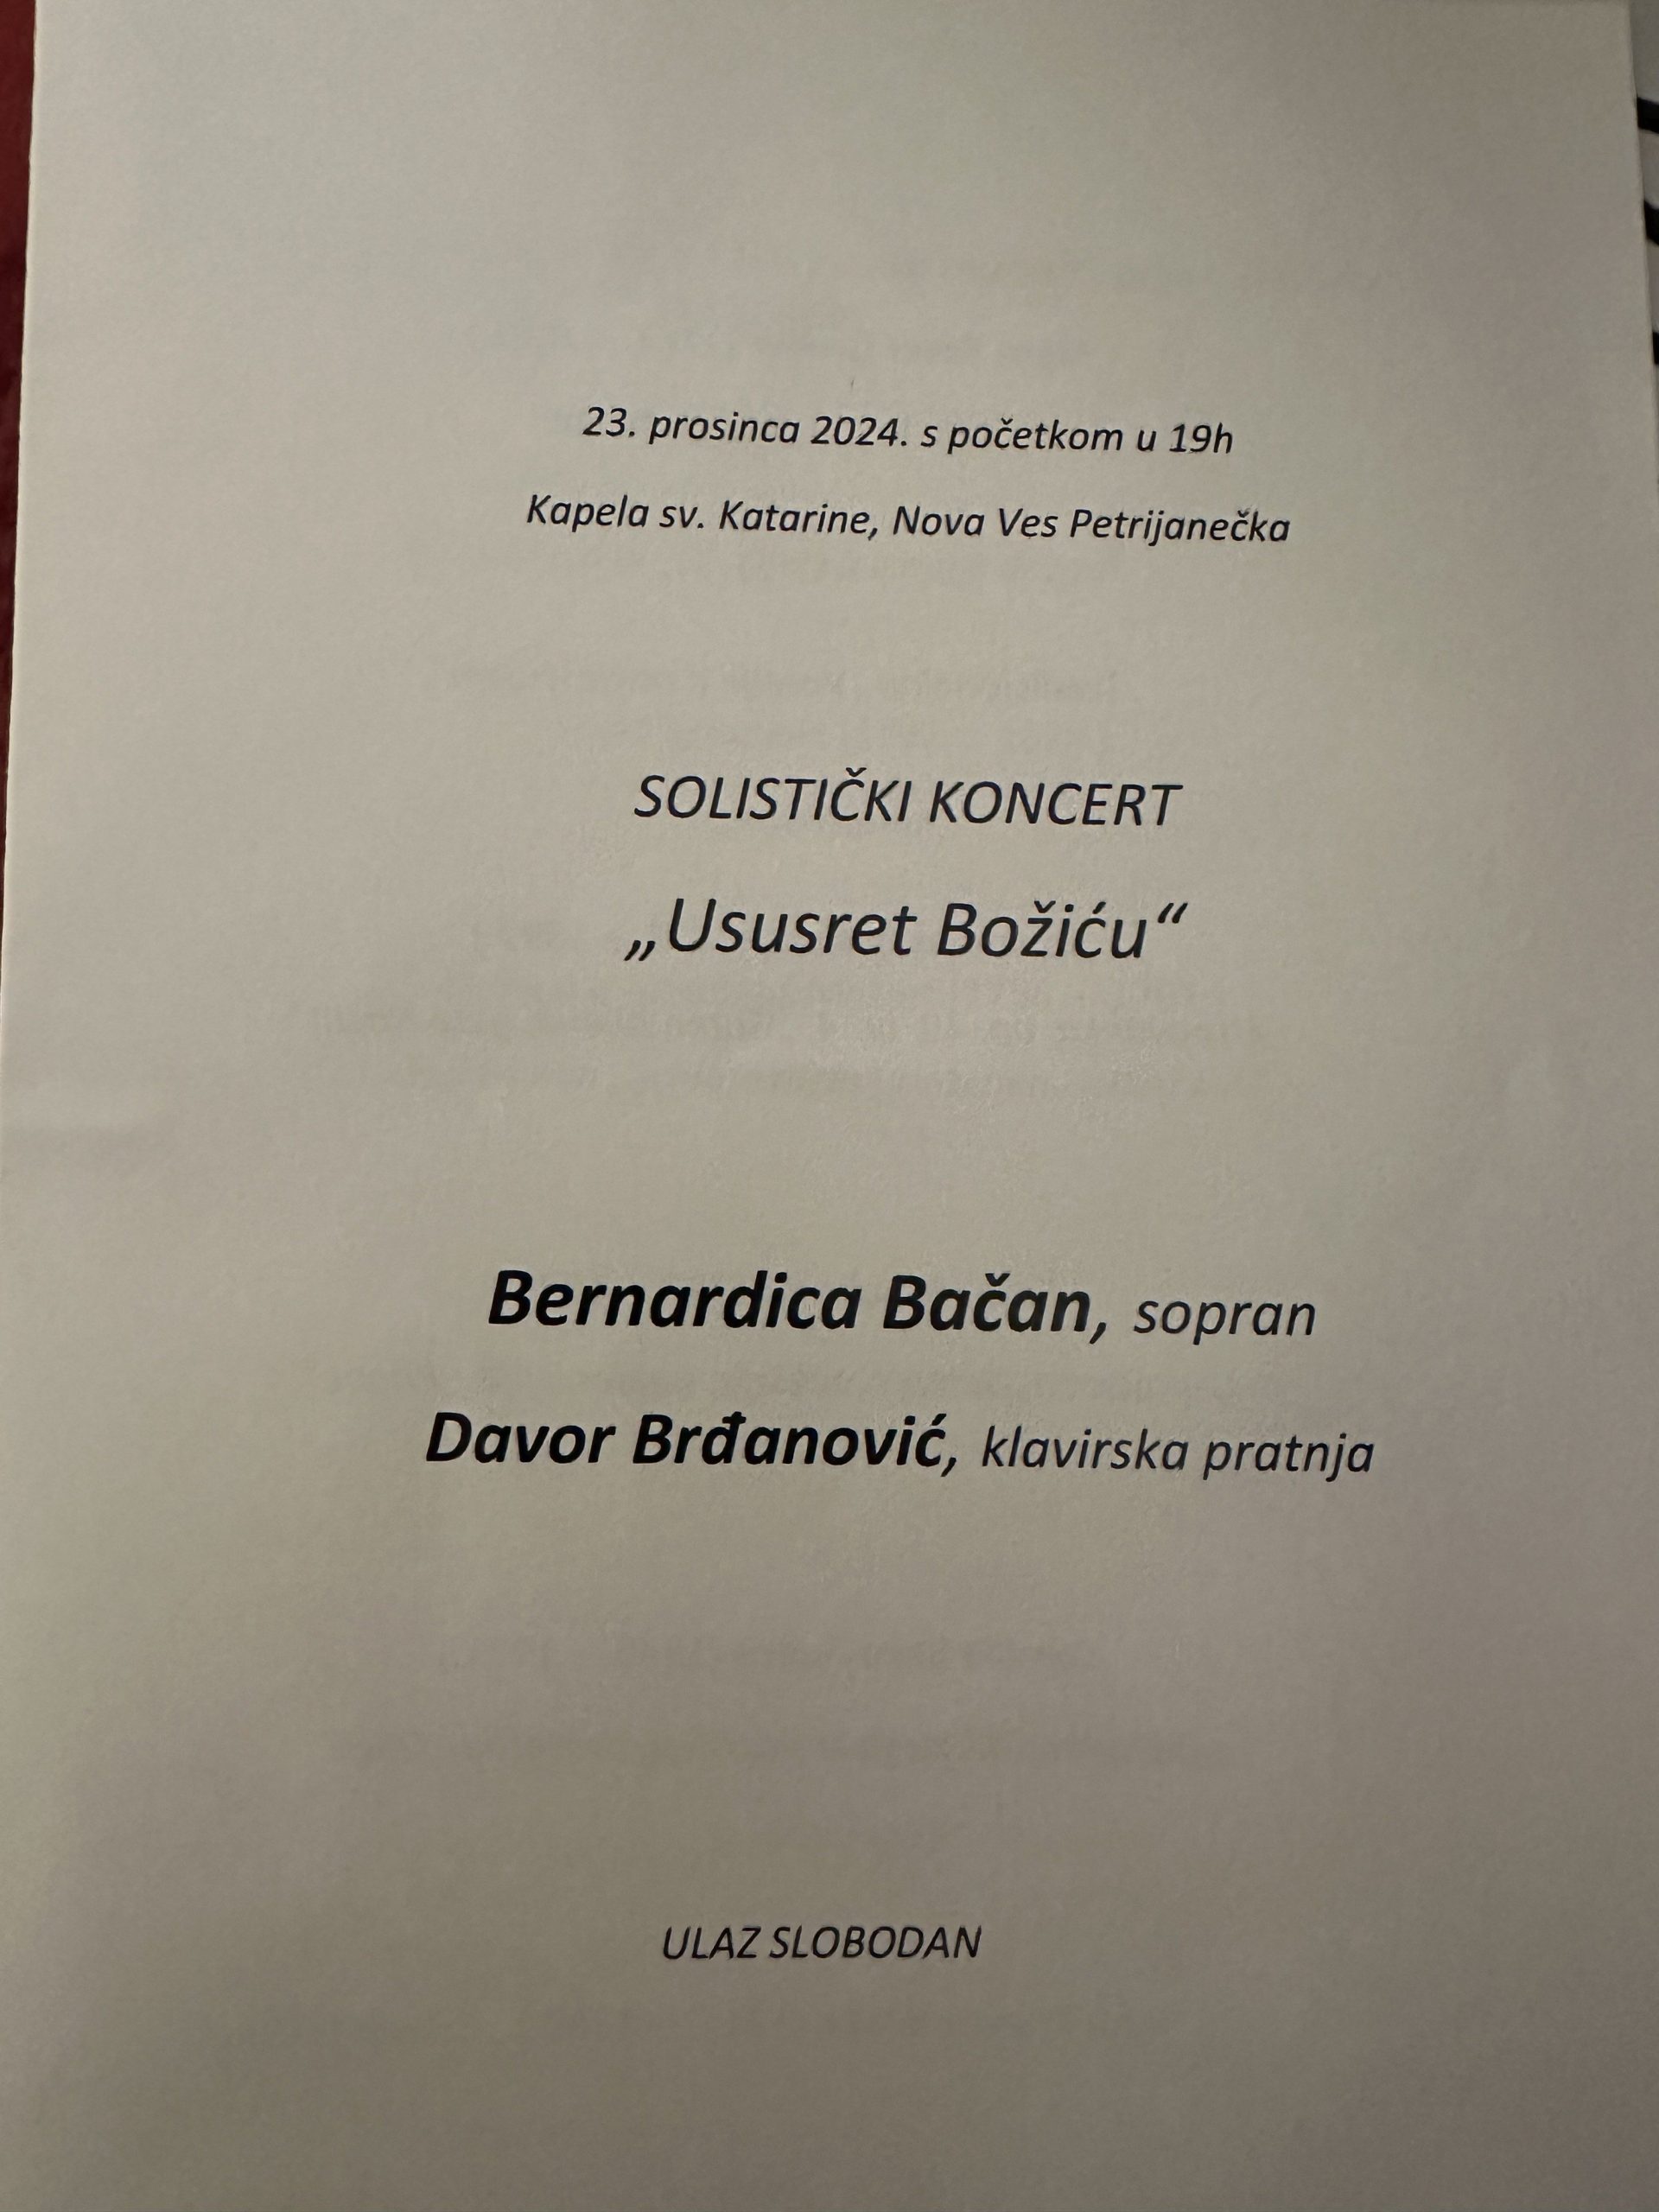 23. prosinca 2024. s početkom u 19h
Kapela sv. Katarine, Nova Ves Petrijanečka
SOLISTIČKI KONCERT
„Ususret Božiću“
Bernardica Bačan, sopran
Davor Brđanović, klavirska pratnja
ULAZ SLOBODAN